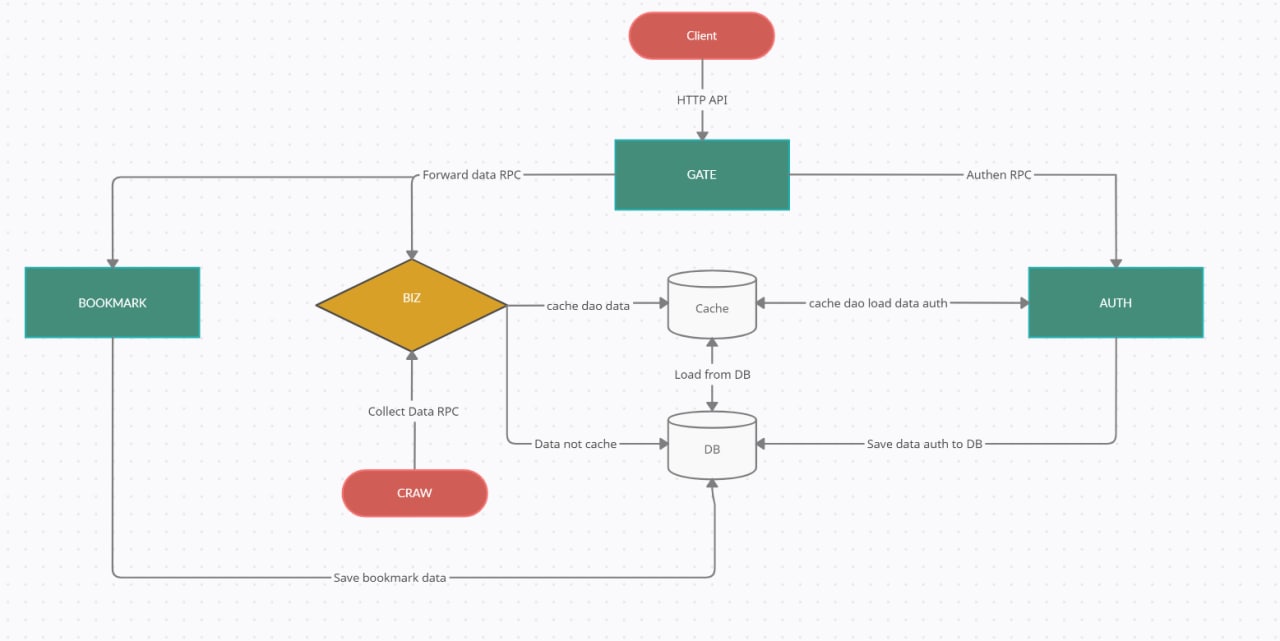 Client
HTTP API
GATE
Forward data RPC
Authen RPC
BOOKMARK
BIZ
cache dao data
Cache
cache dao load data auth
AUTH
Load from DB
Collect Data RPC
Data not cache
DB
Save data auth to DB
CRAW
Save bookmark data